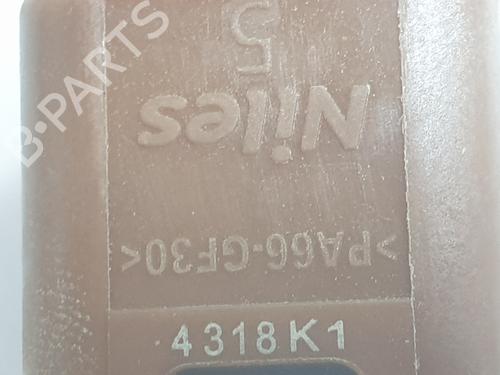 B·PARTS
5
Niles
>PA66-GF30<
4318K1